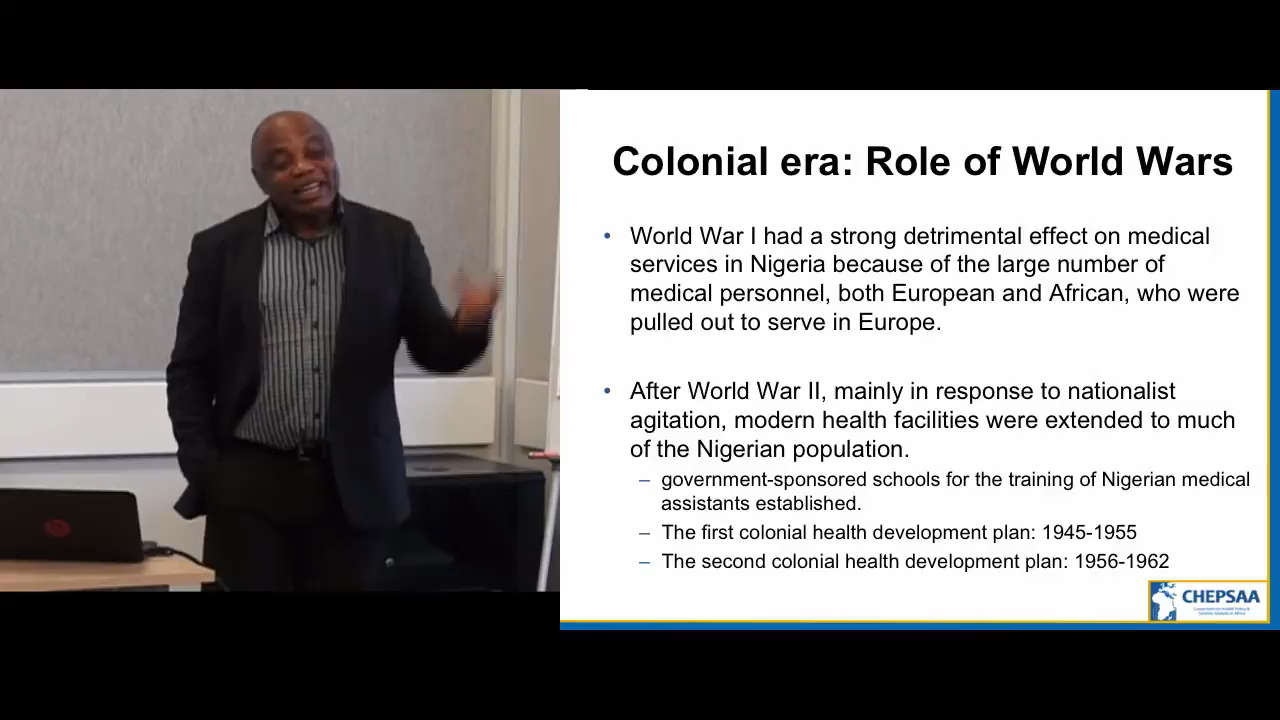 Colonial era: Role of World Wars
• World War I had a strong detrimental effect on medical
services in Nigeria because of the large number of
medical personnel, both European and African, who were
pulled out to serve in Europe.
• After World War II, mainly in response to nationalist
agitation, modern health facilities were extended to much
of the Nigerian population.
– government-sponsored schools for the training of Nigerian medical
assistants established.
– The first colonial health development plan: 1945-1955
– The second colonial health development plan: 1956-1962
CHEPSAA